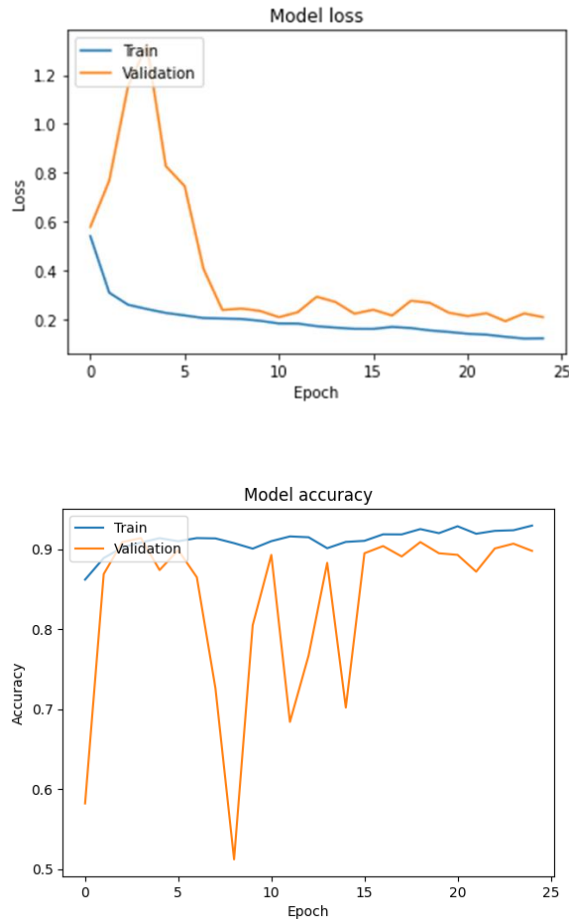 Model loss
Train
Validation
1.2
1.0
0.8
0.6
0.4
0.2
Loss
0 5 10 15 20 25
Epoch
Model accuracy
Train
Validation
0.9
0.8
0.7
0.6
0.5
Accuracy
0 5 10 15 20 25
Epoch